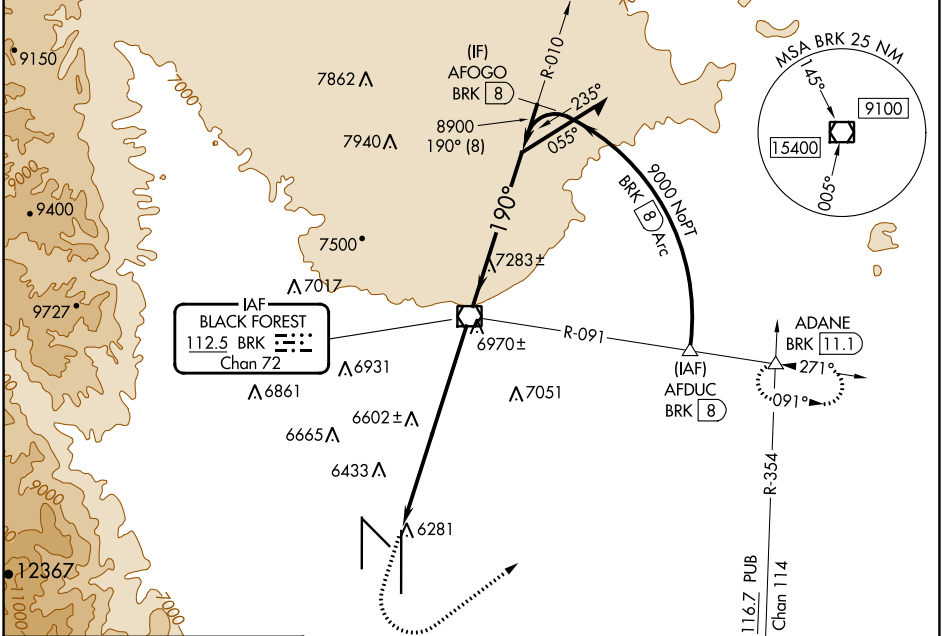 9150
7000
7862
(IF)
AFOGO
BRK 8
R-010
MSA BRK 25 NM
145°
9100
15400
005°
7940
8900
190° (8)
235°
055°
9000
9400
190°
9000 NoPT
BRK 8 Arc
7500
7283±
7017
9727
IAF
BLACK FOREST
112.5 BRK
Chan 72
6970±
R-091
ADANE
BRK 11.1
271°
091°
6931
6861
7051
(IAF)
AFDUC
BRK 8
6602±
6665
6433
R-354
9000
6281
12367
11000
7000
116.7 PUB
Chan 114